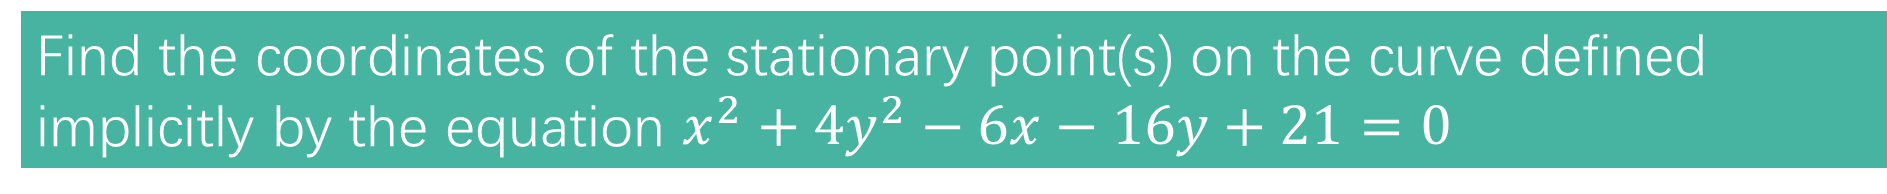 Find the coordinates of the stationary point(s) on the curve defined
implicitly by the equation 𝑥² + 4𝑦² − 6𝑥 − 16𝑦 + 21 = 0